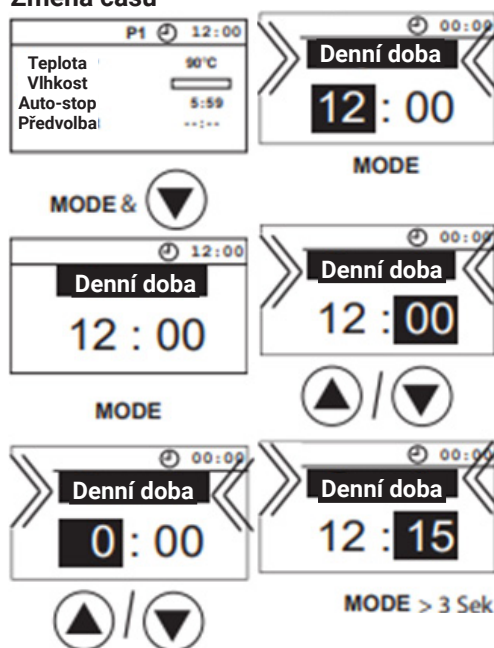 Změna času
P1 12:00
Teplota 90°C
Vlhkost
Auto-stop 5:59
Předvolba --:--
MODE &
12:00
Denní doba
12 : 00
MODE
00:00
Denní doba
0 : 00
/
00:00
Denní doba
12 : 00
MODE
00:00
Denní doba
12 : 00
/
00:00
Denní doba
12 : 15
MODE > 3 Sek